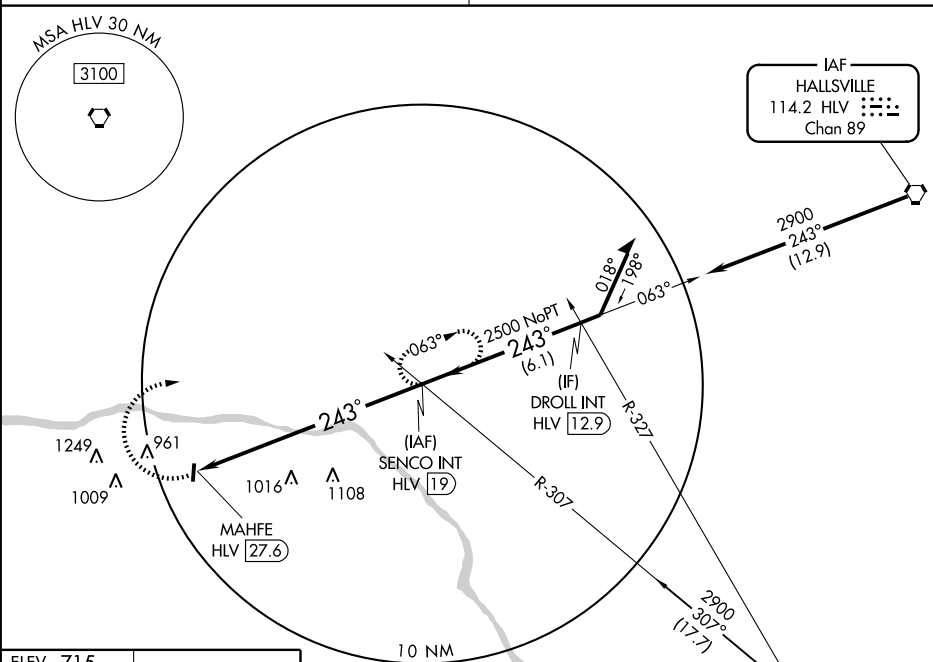 MSA HLV 30 NM
3100
IAF
HALLSVILLE
114.2 HLV
Chan 89
2900
243°
(12.9)
018°
198°
063°
063°
2500 NoPT
243°
(6.1)
(IF)
DROLL INT
HLV 12.9
R-327
243°
(IAF)
SENCO INT
HLV 19
R-307
1249
961
1009
1016
1108
MAHFE
HLV 27.6
2900
307°
(17.7)
10 NM
ELEV 715